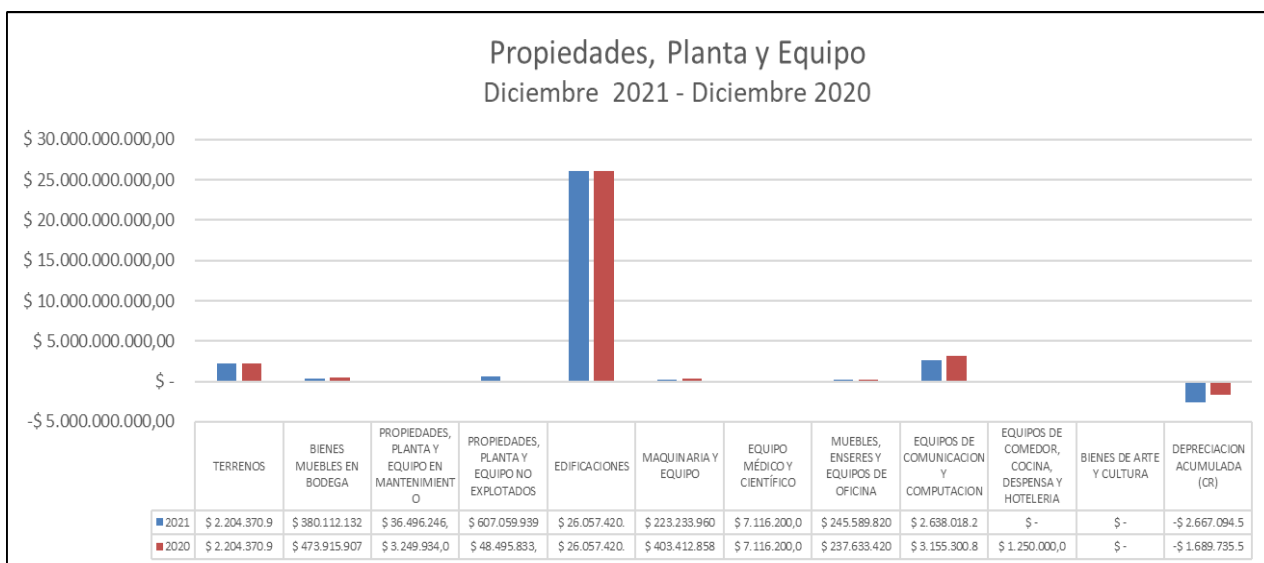 Propiedades, Planta y Equipo
Diciembre 2021 - Diciembre 2020
$ 30.000.000.000,00
$ 25.000.000.000,00
$ 20.000.000.000,00
$ 15.000.000.000,00
$ 10.000.000.000,00
$ 5.000.000.000,00
$ -
-$ 5.000.000.000,00
TERRENOS
BIENES
MUEBLES EN
BODEGA
PROPIEDADES,
PLANTA Y
EQUIPO EN
MANTENIMIENT
O
PROPIEDADES,
PLANTA Y
EQUIPO NO
EXPLOTADOS
EDIFICACIONES
MAQUINARIA Y
EQUIPO
EQUIPO
MÉDICO Y
CIENTÍFICO
MUEBLES,
ENSERES Y
EQUIPOS DE
OFICINA
EQUIPOS DE
COMUNICACION
Y
COMPUTACION
EQUIPOS DE
COMEDOR,
COCINA,
DESPENSA Y
HOTELERIA
BIENES DE ARTE
Y CULTURA
DEPRECIACION
ACUMULADA
(CR)
2021 $ 2.204.370.9 $ 380.112.132 $ 36.496.246, $ 607.059.939 $ 26.057.420. $ 223.233.960 $ 7.116.200,0 $ 245.589.820 $ 2.638.018.2 $ - $ - -$ 2.667.094.5
2020 $ 2.204.370.9 $ 473.915.907 $ 3.249.934,0 $ 48.495.833, $ 26.057.420. $ 403.412.858 $ 7.116.200,0 $ 237.633.420 $ 3.155.300.8 $ 1.250.000,0 $ - -$ 1.689.735.5